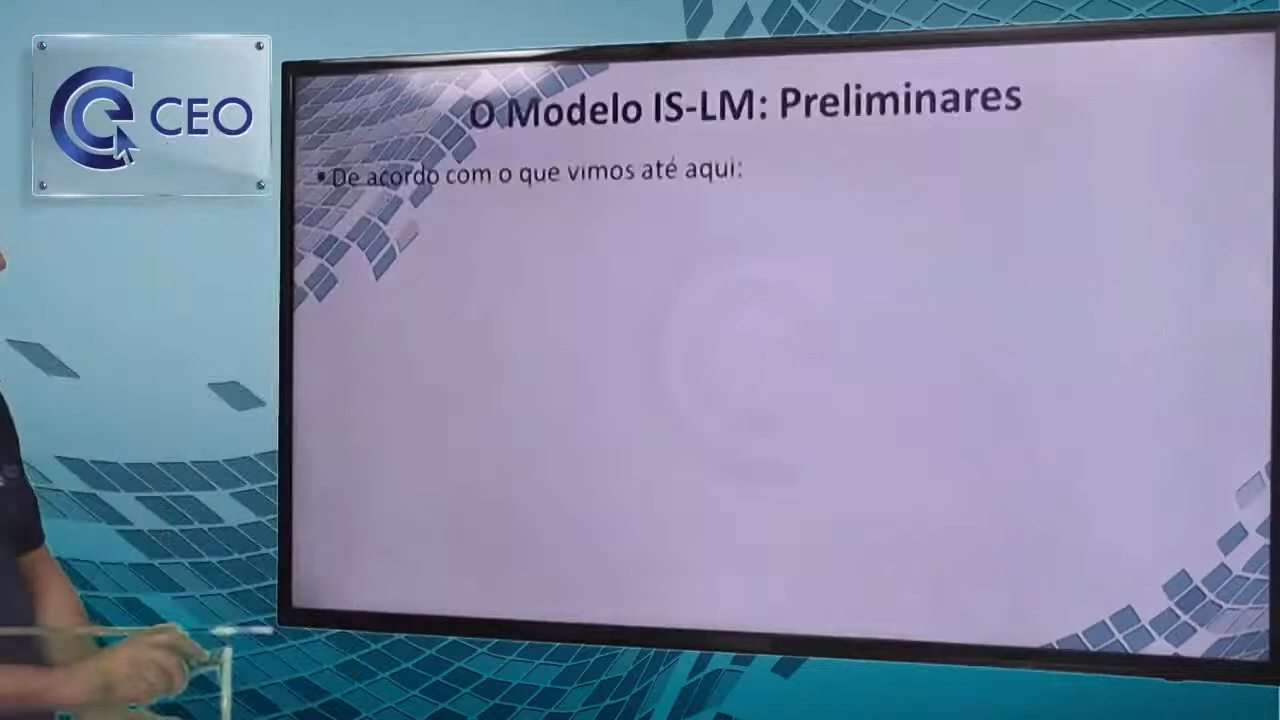 CEO
O Modelo IS-LM: Preliminares
• De acordo com o que vimos até aqui: